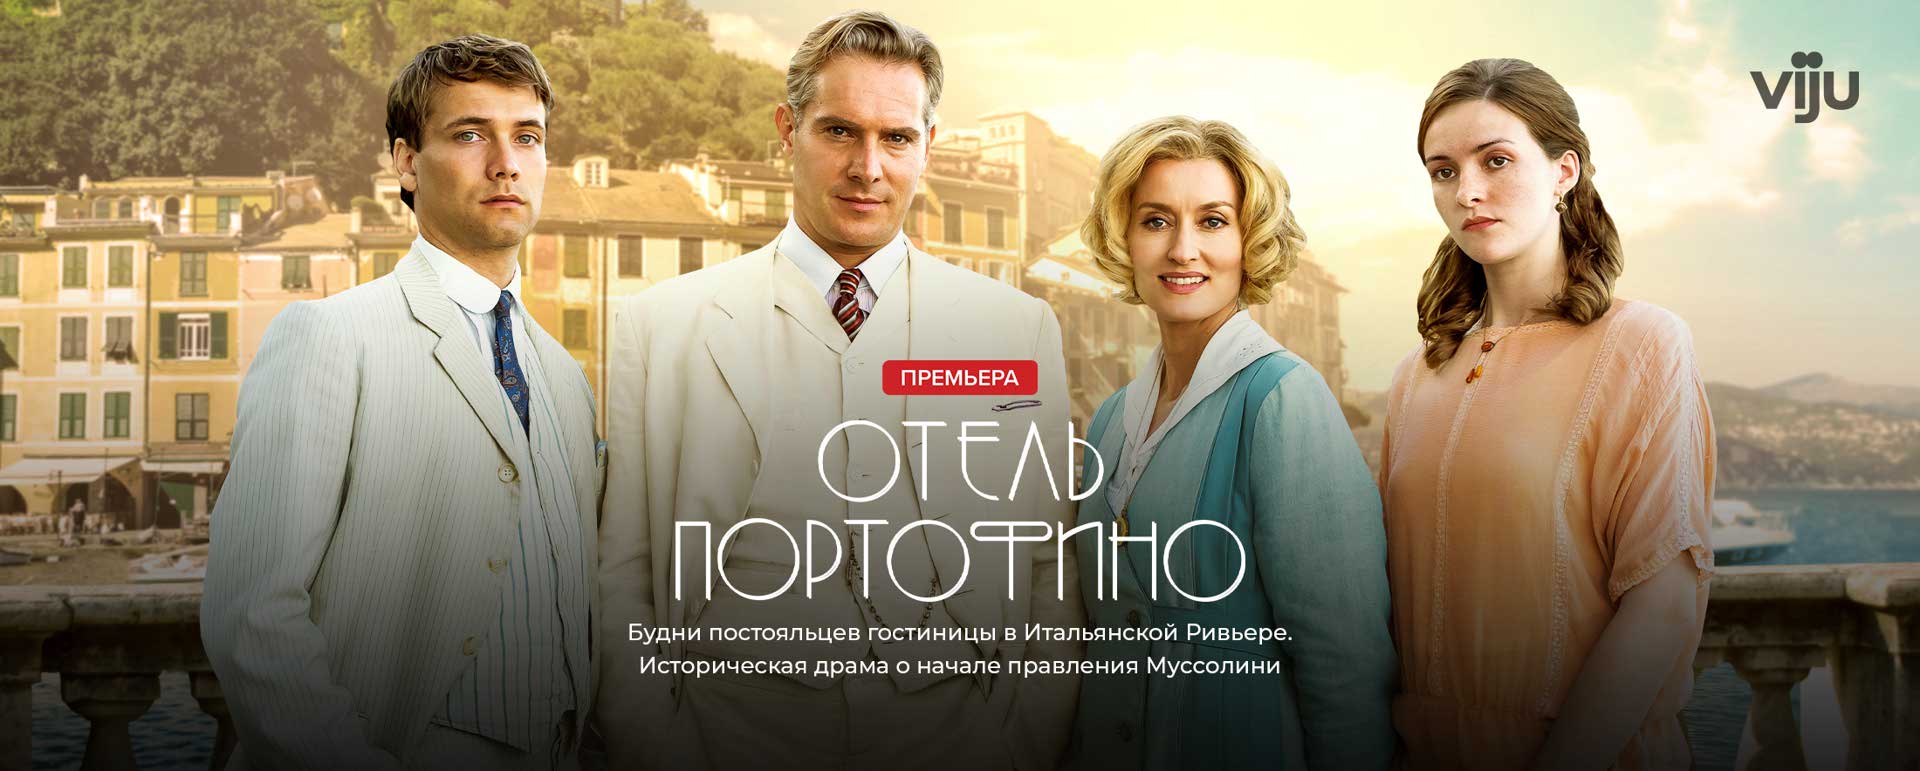 viju
ПРЕМЬЕРА
ОТЕЛЬ
ПОРТОФИНО
Будни постояльцев гостиницы в Итальянской Ривьере.
Историческая драма о начале правления Муссолини